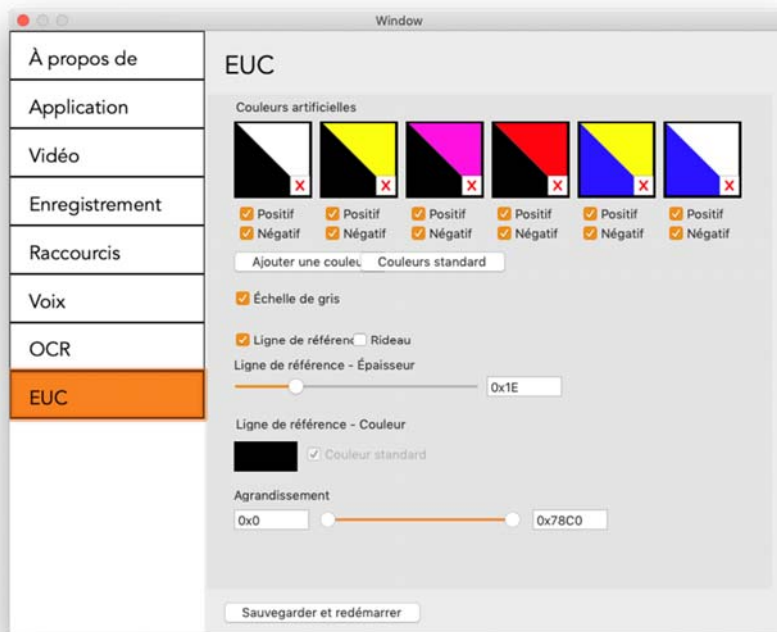 Window
À propos de
Application
Vidéo
Enregistrement
Raccourcis
Voix
OCR
EUC
EUC
Couleurs artificielles
X X X X X X
Positif Positif Positif Positif Positif Positif
Négatif Négatif Négatif Négatif Négatif Négatif
Ajouter une couleu Couleurs standard
Échelle de gris
Ligne de référenc Rideau
Ligne de référence - Épaisseur
0x1E
Ligne de référence - Couleur
Couleur standard
Agrandissement
0x0 0x78C0
Sauvegarder et redémarrer